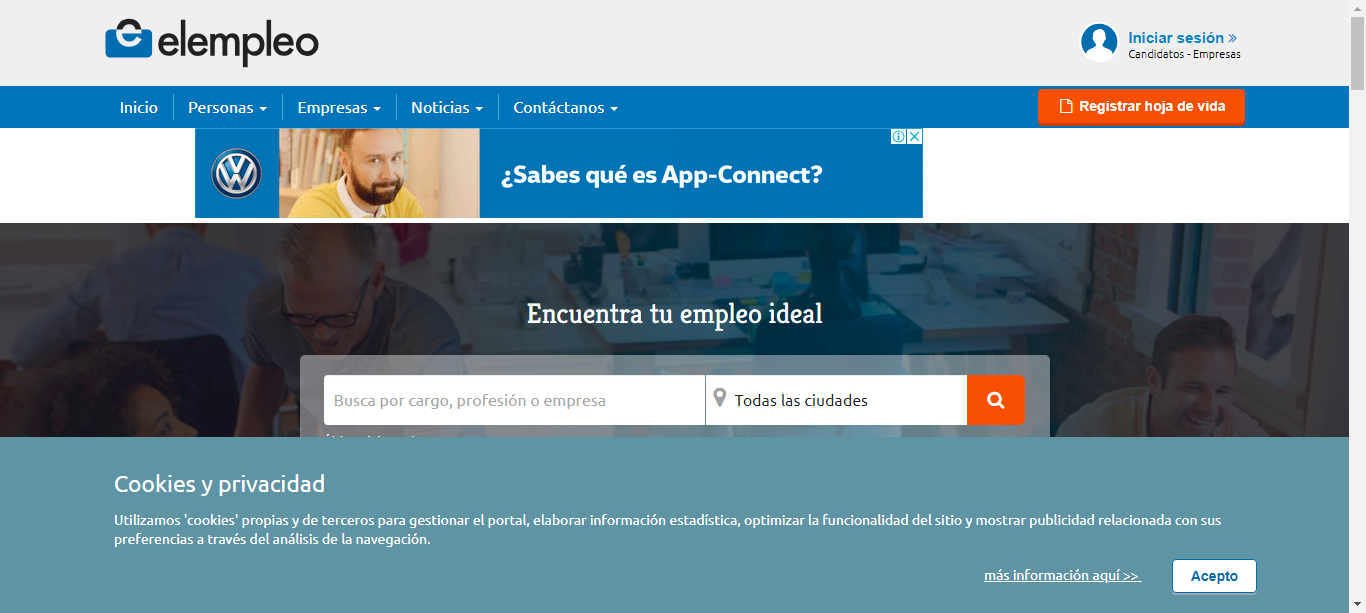 elempleo
Iniciar sesión »
Candidatos - Empresas
Inicio
Personas
Empresas
Noticias
Contáctanos
Registrar hoja de vida
¿Sabes qué es App-Connect?
Encuentra tu empleo ideal
Busca por cargo, profesión o empresa
Todas las ciudades
Cookies y privacidad
Utilizamos 'cookies' propias y de terceros para gestionar el portal, elaborar información estadística, optimizar la funcionalidad del sitio y mostrar publicidad relacionada con sus
preferencias a través del análisis de la navegación.
más información aquí >>
Acepto